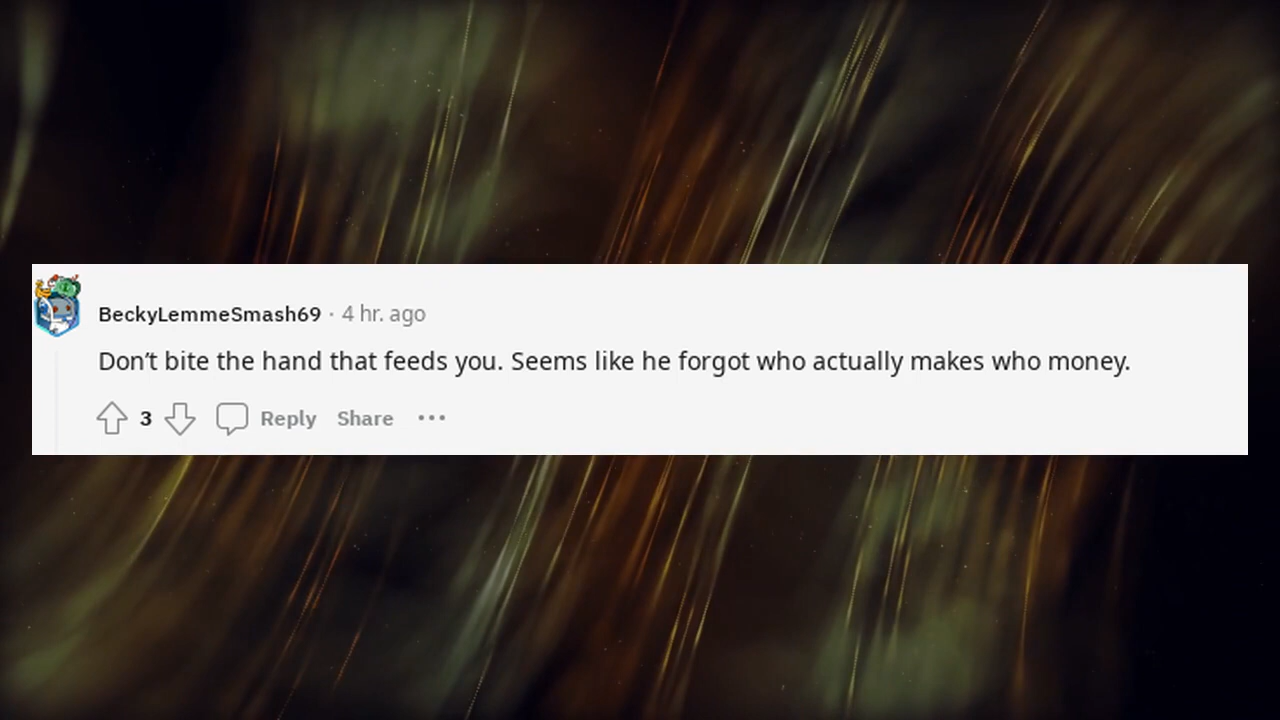 BeckyLemmeSmash69 · 4 hr. ago
Don’t bite the hand that feeds you. Seems like he forgot who actually makes who money.
3 Reply Share ···